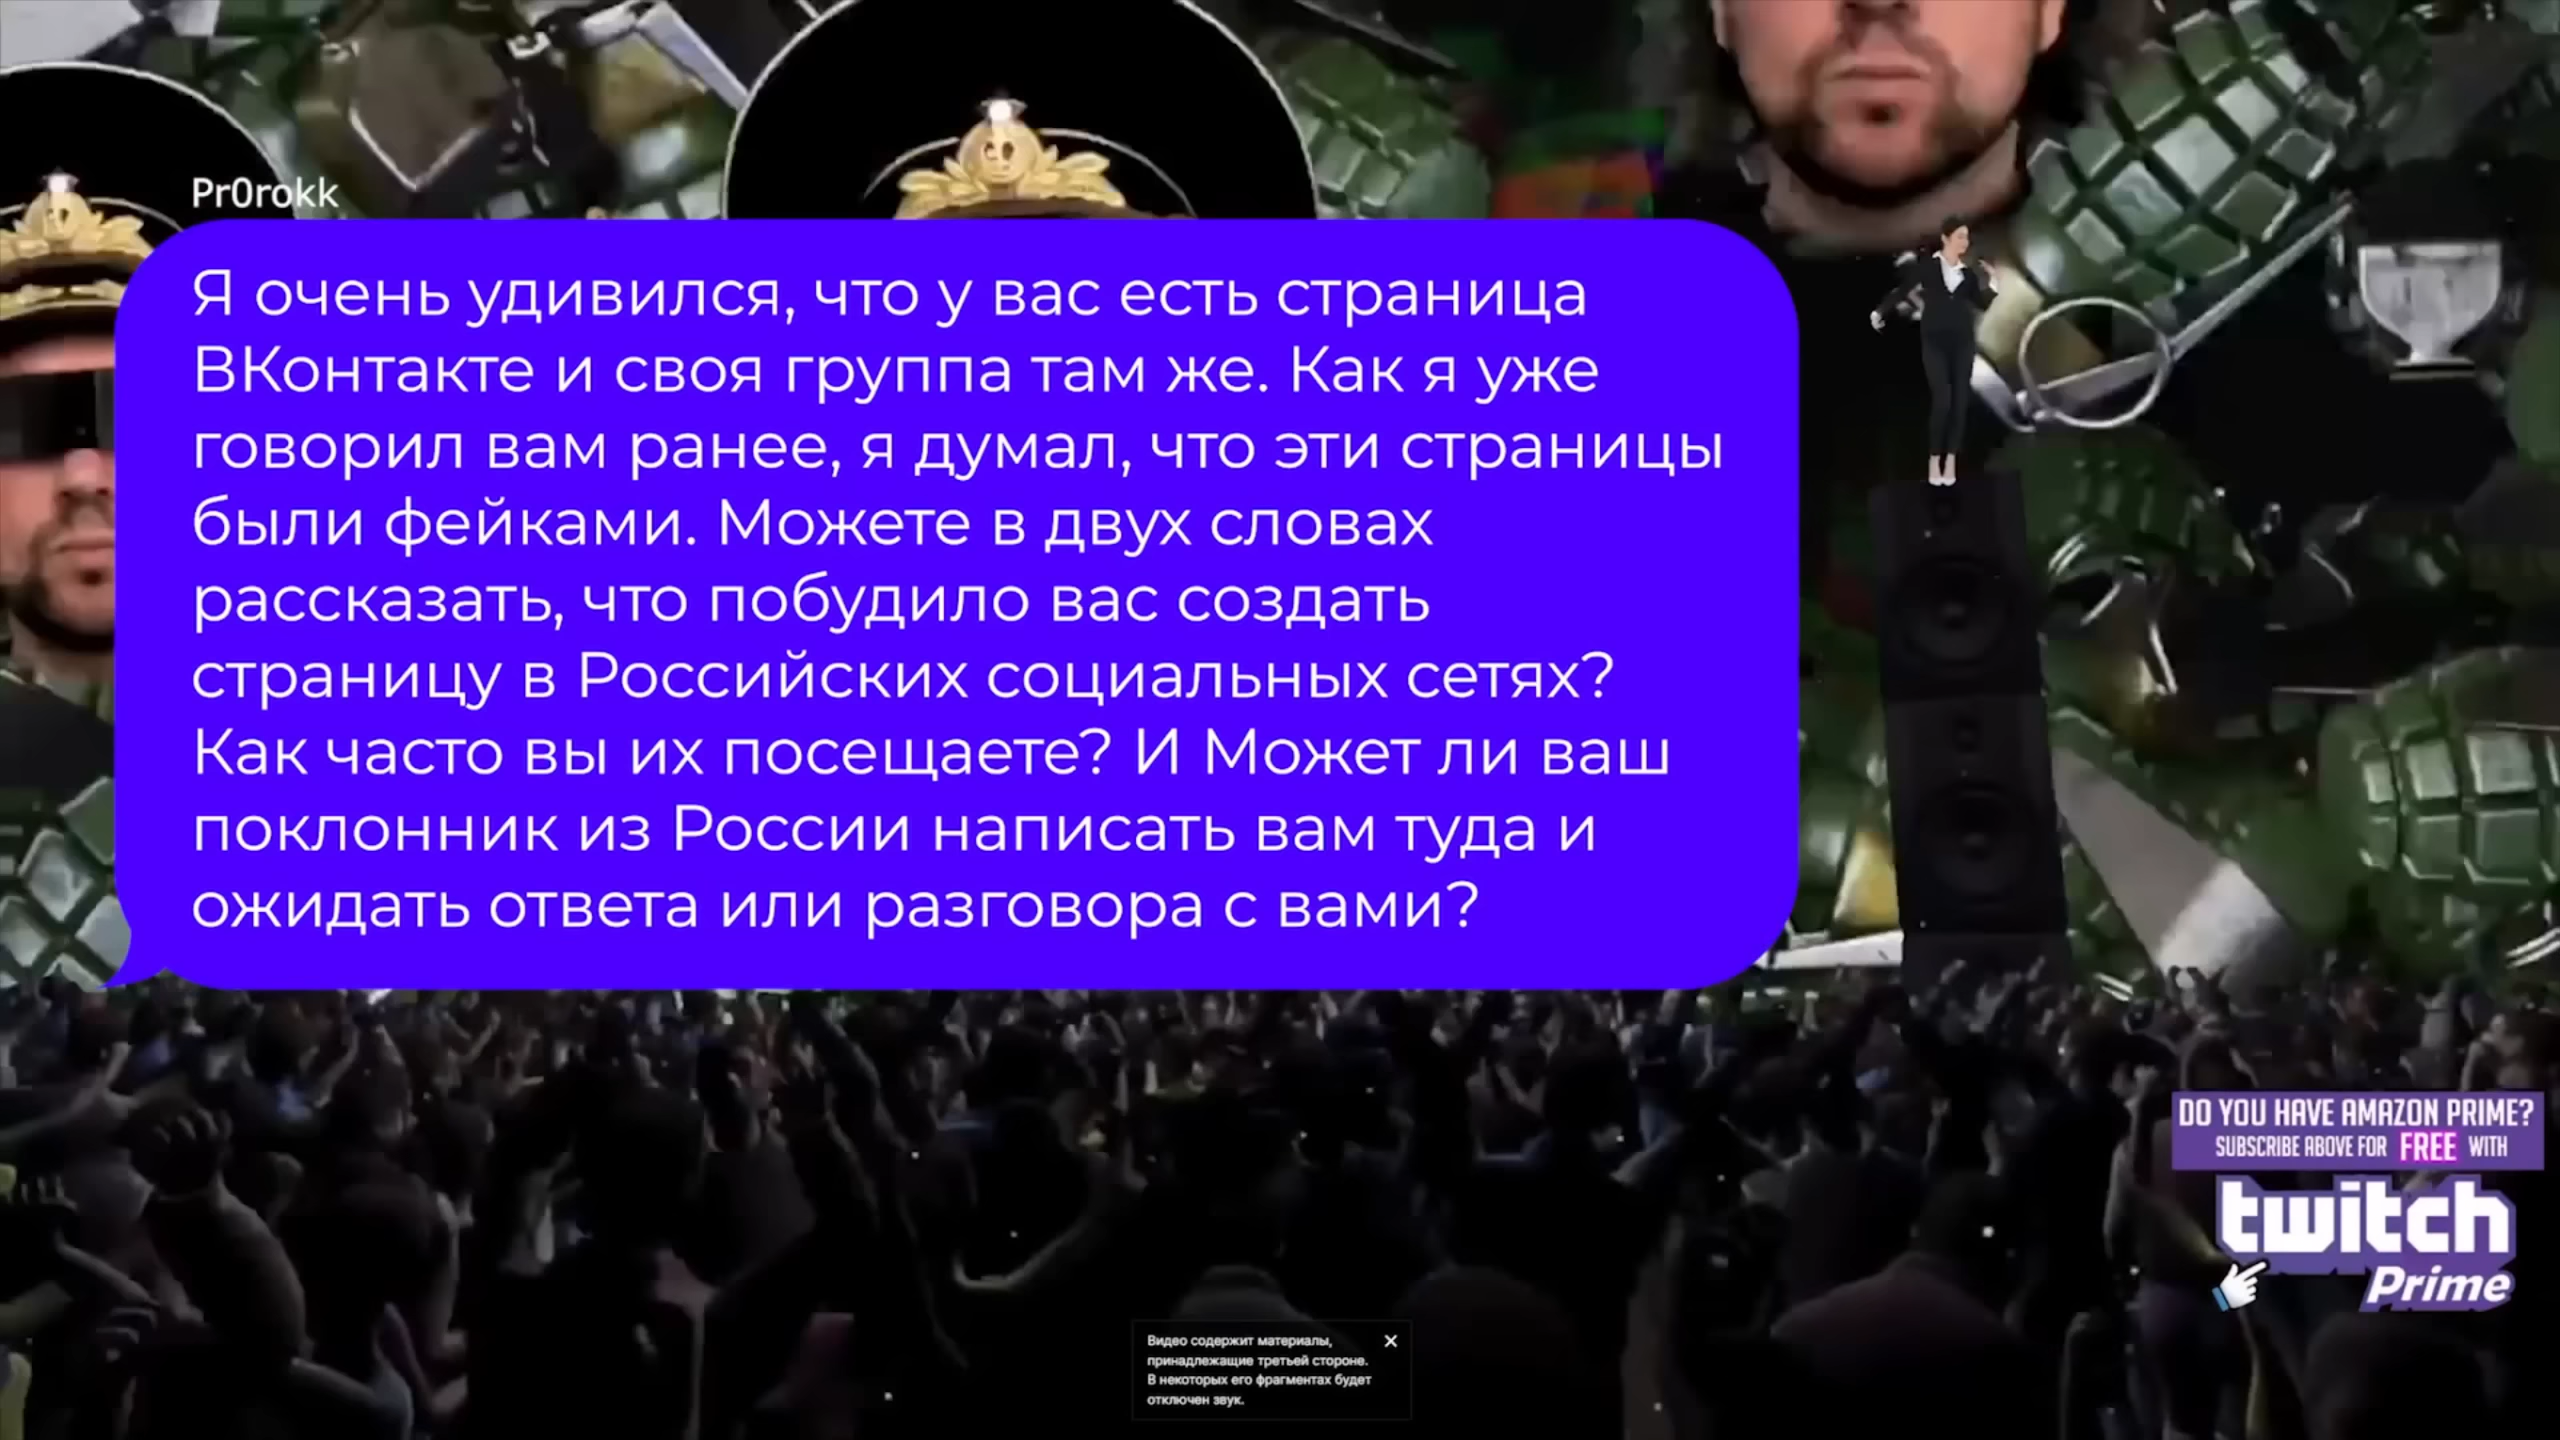 Pr0rokk
Я очень удивился, что у вас есть страница
ВКонтакте и своя группа там же. Как я уже
говорил вам ранее, я думал, что эти страницы
были фейками. Можете в двух словах
рассказать, что побудило вас создать
страницу в Российских социальных сетях?
Как часто вы их посещаете? И Может ли ваш
поклонник из России написать вам туда и
ожидать ответа или разговора с вами?
DO YOU HAVE AMAZON PRIME?
SUBSCRIBE ABOVE FOR FREE WITH
twitch
Prime
Видео содержит материалы,
принадлежащие третьей стороне.
В некоторых его фрагментах будет
отключен звук.